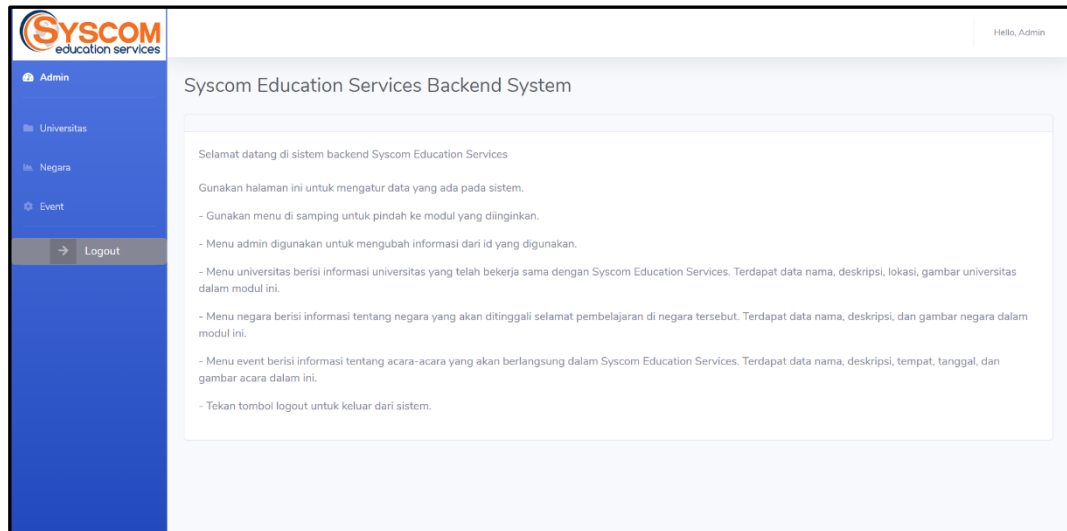 SYSCOM
education services
Hello, Admin
Admin
Syscom Education Services Backend System
Universitas
Negara
Event
Logout
Selamat datang di sistem backend Syscom Education Services
Gunakan halaman ini untuk mengatur data yang ada pada sistem.
- Gunakan menu di samping untuk pindah ke modul yang diinginkan.
- Menu admin digunakan untuk mengubah informasi dari id yang digunakan.
- Menu universitas berisi informasi universitas yang telah bekerja sama dengan Syscom Education Services. Terdapat data nama, deskripsi, lokasi, gambar universitas
dalam modul ini.
- Menu negara berisi informasi tentang negara yang akan ditinggali selamat pembelajaran di negara tersebut. Terdapat data nama, deskripsi, dan gambar negara dalam
modul ini.
- Menu event berisi informasi tentang acara-acara yang akan berlangsung dalam Syscom Education Services. Terdapat data nama, deskripsi, tempat, tanggal, dan
gambar acara dalam ini.
- Tekan tombol logout untuk keluar dari sistem.